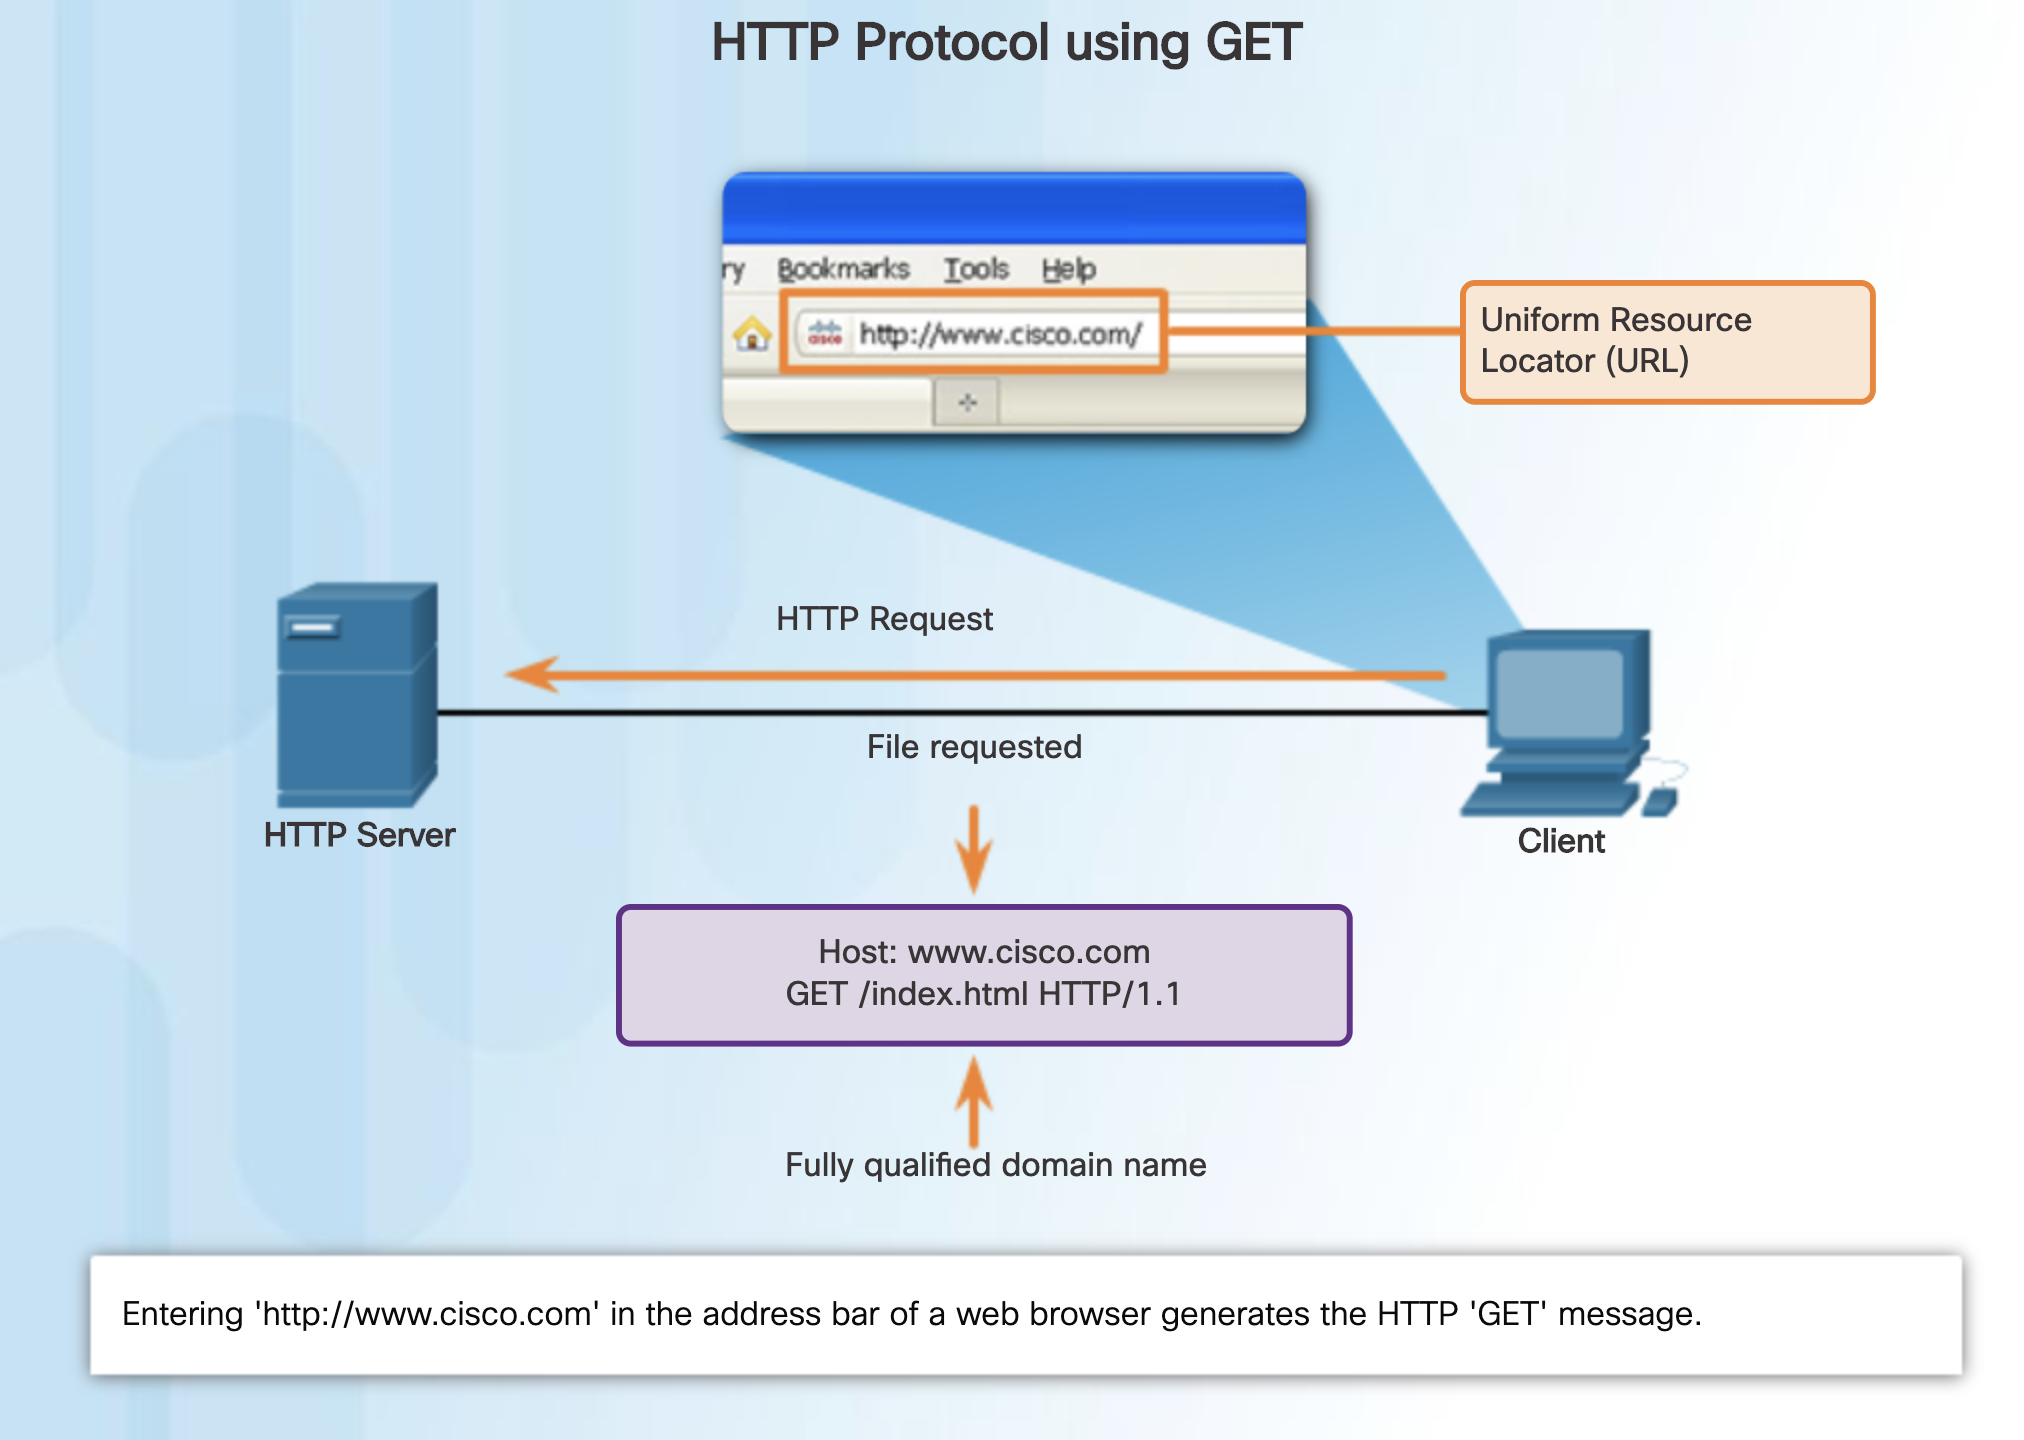 HTTP Protocol using GET
ry Bookmarks Tools Help
cisco http://www.cisco.com/
Uniform Resource
Locator (URL)
HTTP Request
File requested
HTTP Server
Client
Host: www.cisco.com
GET /index.html HTTP/1.1
Fully qualified domain name
Entering 'http://www.cisco.com' in the address bar of a web browser generates the HTTP 'GET' message.